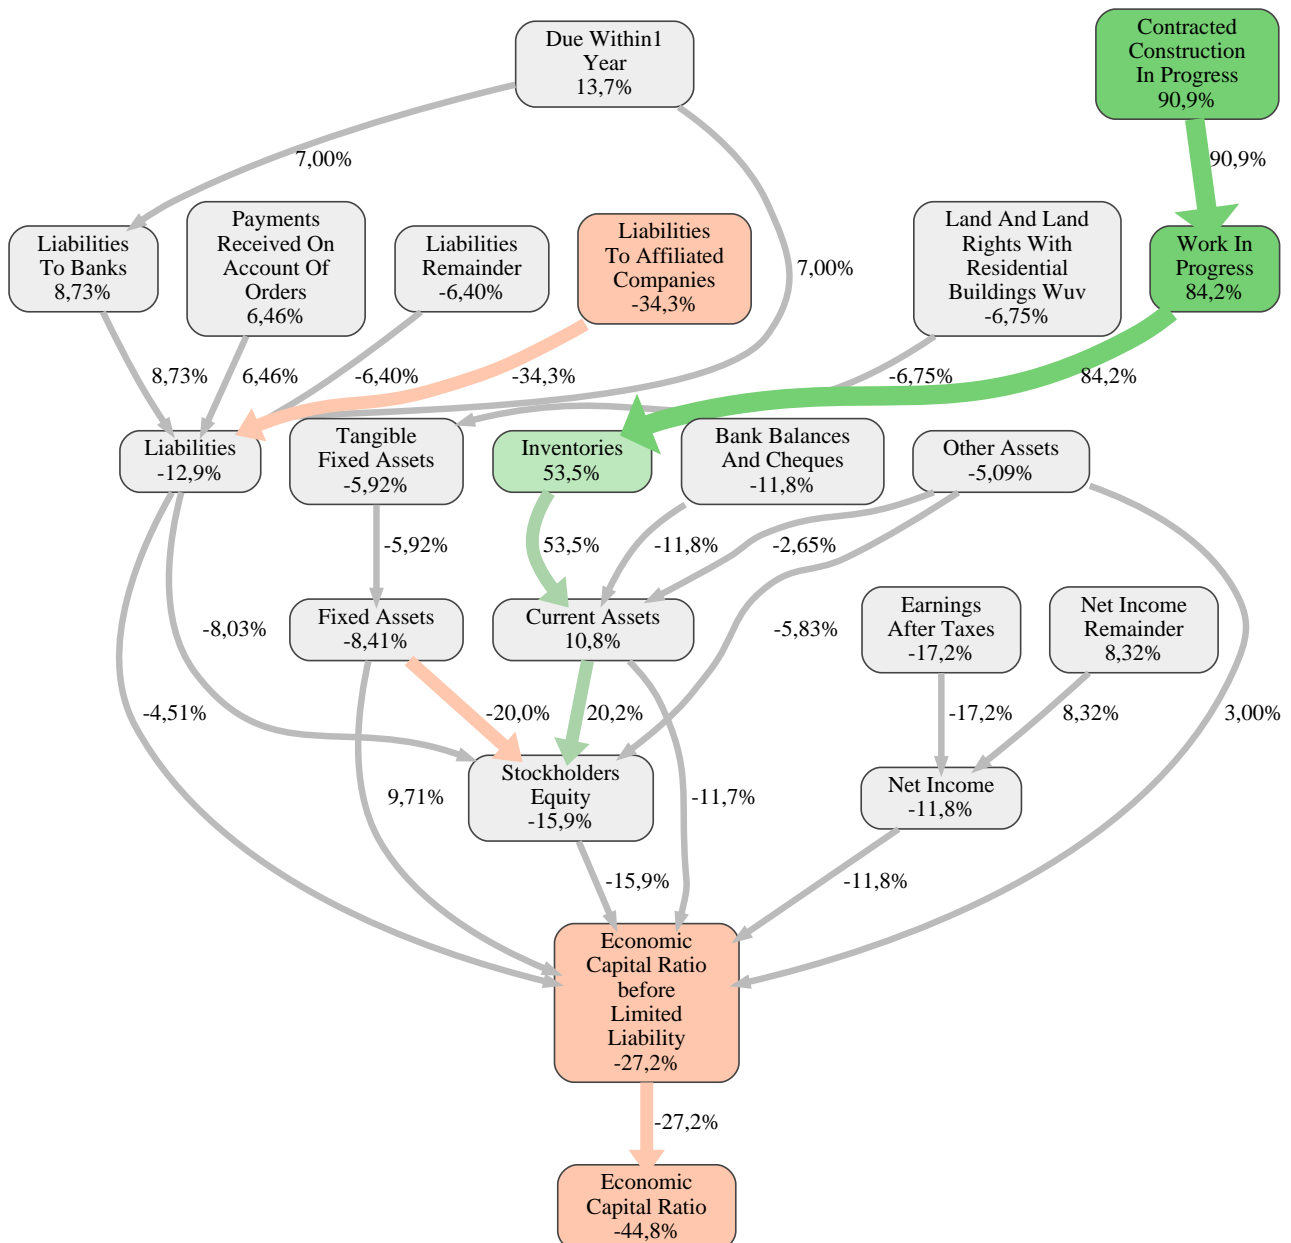 Due Within1
Year
13,7%
Contracted
Construction
In Progress
90,9%
7,00%
90,9%
Liabilities
To Banks
8,73%
Payments
Received On
Account Of
Orders
6,46%
Liabilities
Remainder
-6,40%
Liabilities
To Affiliated
Companies
-34,3%
7,00%
Land And Land
Rights With
Residential
Buildings Wuv
-6,75%
Work In
Progress
84,2%
8,73%
6,46%
-6,40%
-34,3%
-6,75%
84,2%
Liabilities
-12,9%
Tangible
Fixed Assets
-5,92%
Inventories
53,5%
Bank Balances
And Cheques
-11,8%
Other Assets
-5,09%
-5,92%
53,5%
-11,8%
-2,65%
-8,03%
Fixed Assets
-8,41%
Current Assets
10,8%
-5,83%
Earnings
After Taxes
-17,2%
Net Income
Remainder
8,32%
-4,51%
-20,0%
20,2%
-17,2%
8,32%
3,00%
9,71%
Stockholders
Equity
-15,9%
-11,7%
Net Income
-11,8%
-15,9%
-11,8%
Economic
Capital Ratio
before
Limited
Liability
-27,2%
-27,2%
Economic
Capital Ratio
-44,8%